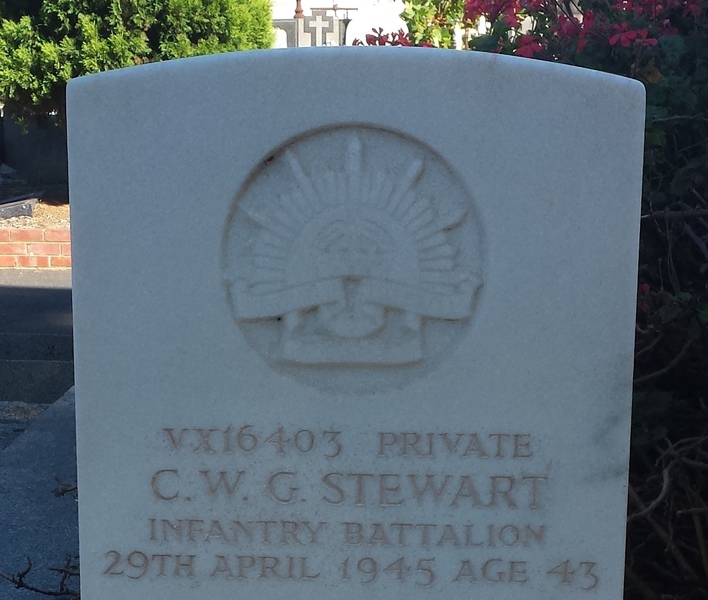 VX16403 PRIVATE
C. W. G. STEWART
INFANTRY BATTALION
29TH APRIL 1945 AGE 43